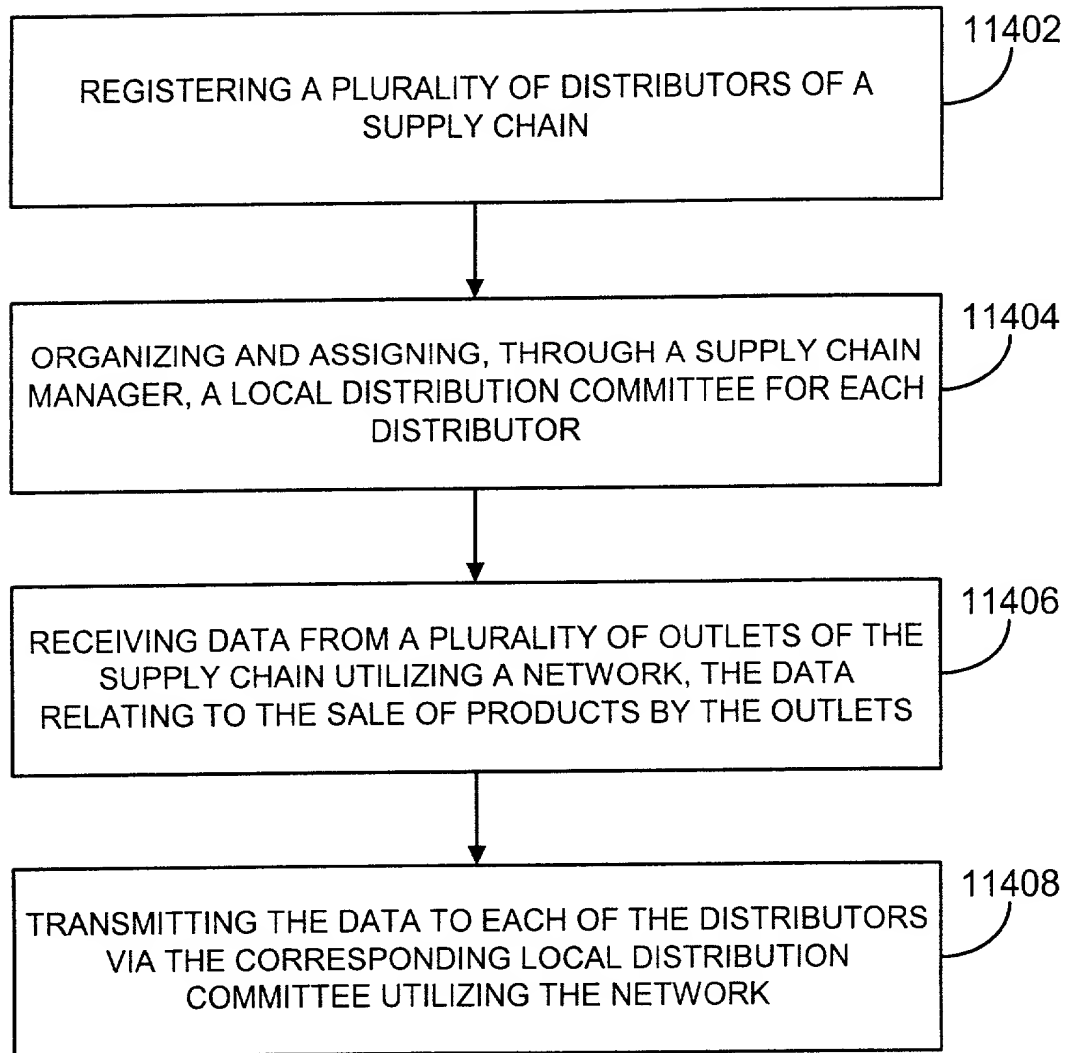 11402
REGISTERING A PLURALITY OF DISTRIBUTORS OF A
SUPPLY CHAIN
11404
ORGANIZING AND ASSIGNING, THROUGH A SUPPLY CHAIN
MANAGER, A LOCAL DISTRIBUTION COMMITTEE FOR EACH
DISTRIBUTOR
11406
RECEIVING DATA FROM A PLURALITY OF OUTLETS OF THE
SUPPLY CHAIN UTILIZING A NETWORK, THE DATA
RELATING TO THE SALE OF PRODUCTS BY THE OUTLETS
11408
TRANSMITTING THE DATA TO EACH OF THE DISTRIBUTORS
VIA THE CORRESPONDING LOCAL DISTRIBUTION
COMMITTEE UTILIZING THE NETWORK